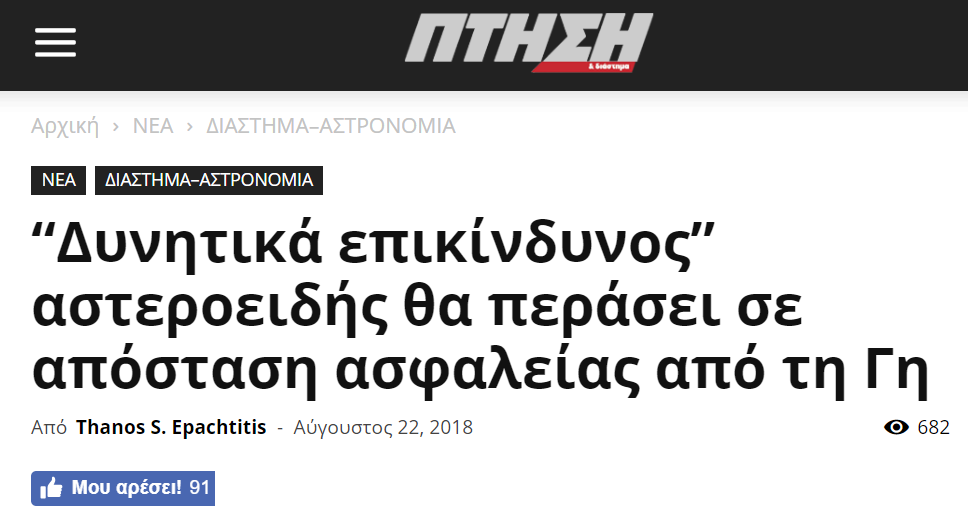 ΠΤΗΣΗ
& διάστημα
Αρχική › ΝΕΑ › ΔΙΑΣΤΗΜΑ–ΑΣΤΡΟΝΟΜΙΑ
ΝΕΑ ΔΙΑΣΤΗΜΑ–ΑΣΤΡΟΝΟΜΙΑ
“Δυνητικά επικίνδυνος”
αστεροειδής θα περάσει σε
απόσταση ασφαλείας από τη Γη
Από Thanos S. Epachtitis - Αύγουστος 22, 2018 682
Μου αρέσει! 91